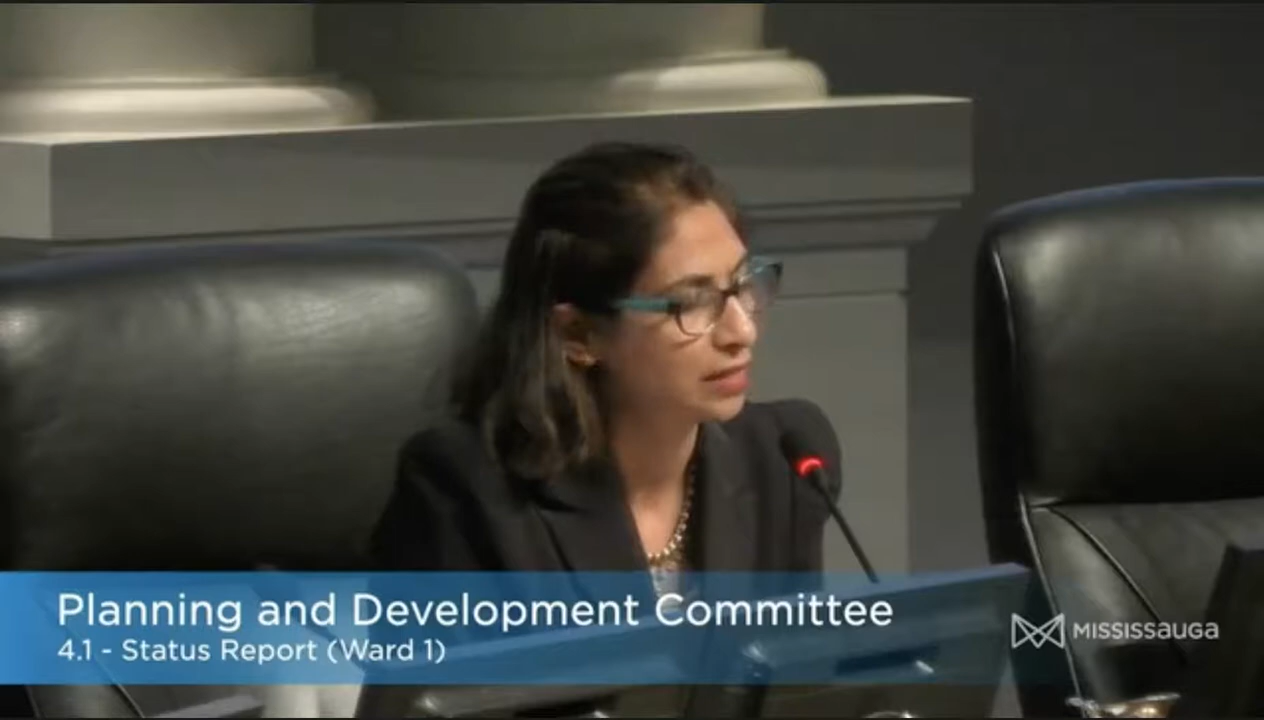 Planning and Development Committee
4.1 - Status Report (Ward 1)
MISSISSAUGA